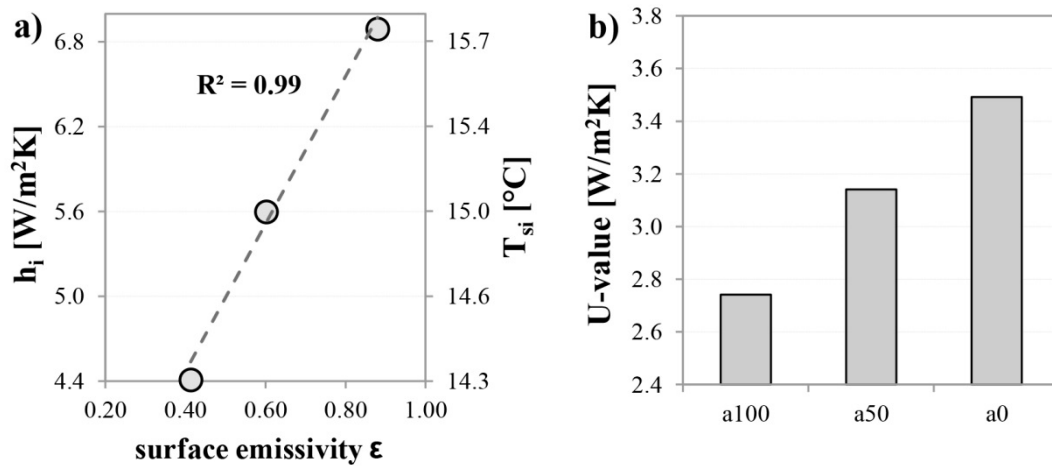 a)
R² = 0.99
hᵢ [W/m²K]
6.8
6.2
5.6
5.0
4.4
15.7
15.4
15.0
14.6
14.3
T_si [°C]
0.20 0.40 0.60 0.80 1.00
surface emissivity ε
b)
U-value [W/m²K]
3.8
3.6
3.4
3.2
3.0
2.8
2.6
2.4
a100 a50 a0